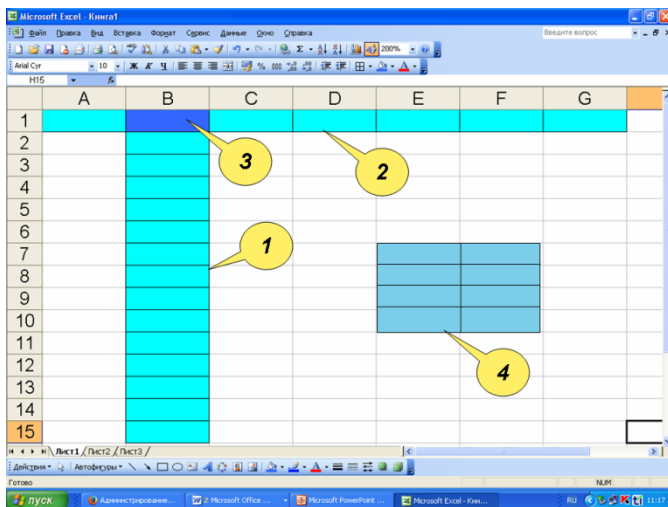 Microsoft Excel - Книга1
Файл Правка Вид Вставка Формат Сервис Данные Окно Справка Введите вопрос
200%
Arial Cyr 10 Ж К Ч
H15 fx
A B C D E F G
1
2
3
4
5
6
7
8
9
10
11
12
13
14
15
3
2
1
4
Лист1 Лист2 Лист3
Действия Автофигуры
Готово NUM
пуск Администрирование... 2 Microsoft Office ... Microsoft PowerPoint ... Microsoft Excel - Кни... RU 11:17